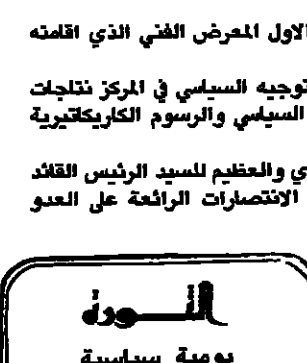 الاول المعرض الفني الذي اقامته
توجيه السياسي في المركز نتاجات
السياسي والرسوم الكاريكاتيرية
ي والعظيم للسيد الرئيس القائد
الانتصارات الرائعة على العدو
الثورة
يومية سياسية